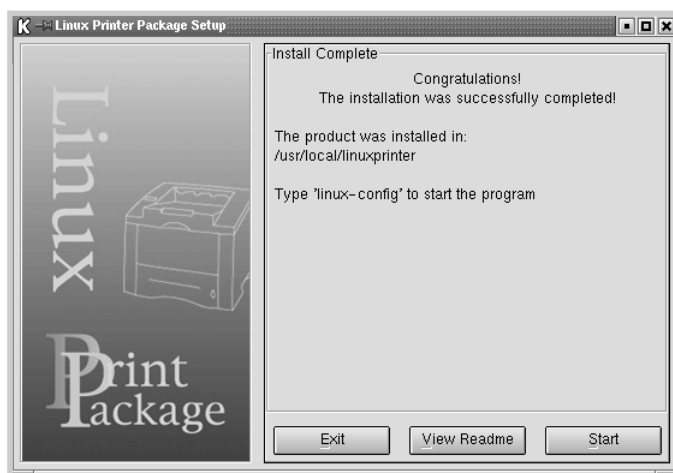 Linux Printer Package Setup
Linux
Print
Package
Install Complete
Congratulations!
The installation was successfully completed!
The product was installed in:
/usr/local/linuxprinter
Type 'linux-config' to start the program
Exit
View Readme
Start